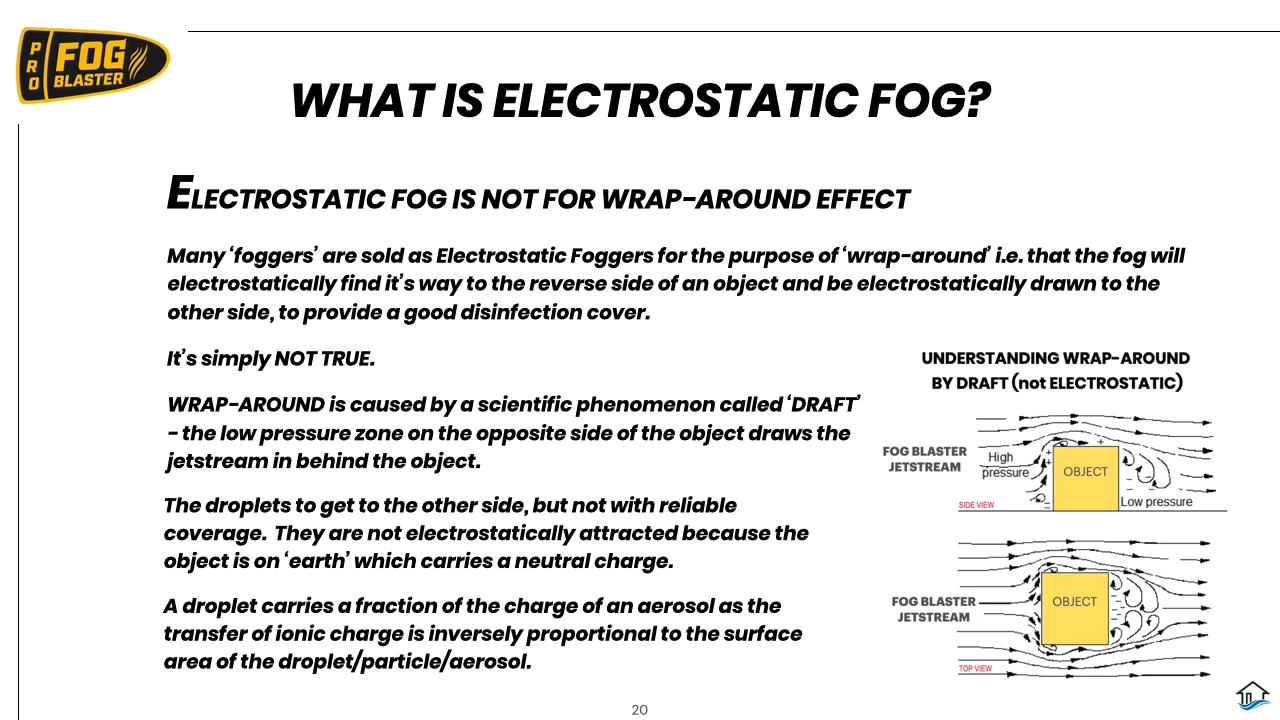 PRO FOG
BLASTER
WHAT IS ELECTROSTATIC FOG?
ELECTROSTATIC FOG IS NOT FOR WRAP-AROUND EFFECT
Many ‘foggers’ are sold as Electrostatic Foggers for the purpose of ‘wrap-around’ i.e. that the fog will
electrostatically find it’s way to the reverse side of an object and be electrostatically drawn to the
other side, to provide a good disinfection cover.
It’s simply NOT TRUE.
WRAP-AROUND is caused by a scientific phenomenon called ‘DRAFT’
- the low pressure zone on the opposite side of the object draws the
jetstream in behind the object.
The droplets to get to the other side, but not with reliable
coverage. They are not electrostatically attracted because the
object is on ‘earth’ which carries a neutral charge.
A droplet carries a fraction of the charge of an aerosol as the
transfer of ionic charge is inversely proportional to the surface
area of the droplet/particle/aerosol.
UNDERSTANDING WRAP-AROUND
BY DRAFT (not ELECTROSTATIC)
FOG BLASTER
JETSTREAM
High
pressure
OBJECT
Low pressure
SIDE VIEW
FOG BLASTER
JETSTREAM
OBJECT
TOP VIEW
20